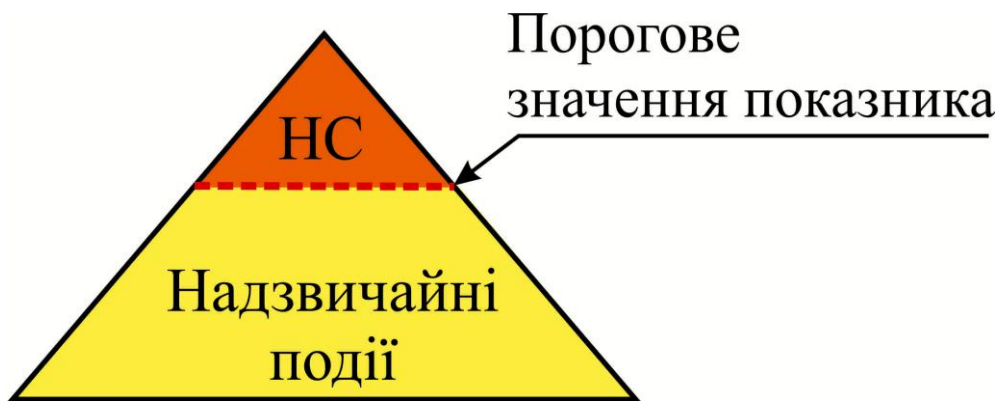 Порогове
значення показника
НС
Надзвичайні
події